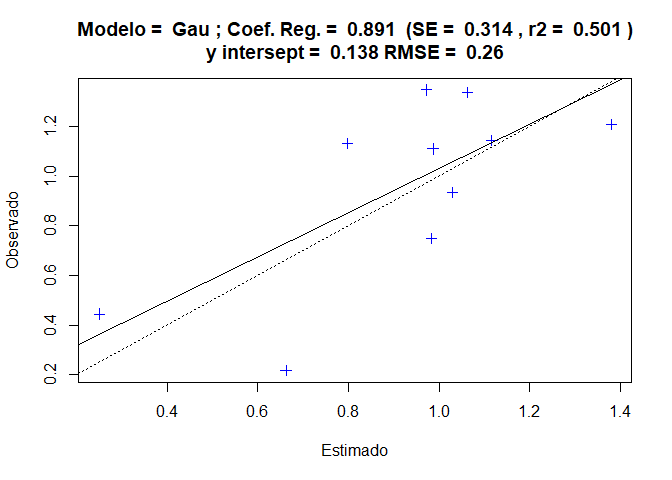 Modelo = Gau ; Coef. Reg. = 0.891 (SE = 0.314 , r2 = 0.501 )
y intersept = 0.138 RMSE = 0.26
Observado
1.2
1.0
0.8
0.6
0.4
0.2
0.4 0.6 0.8 1.0 1.2 1.4
Estimado